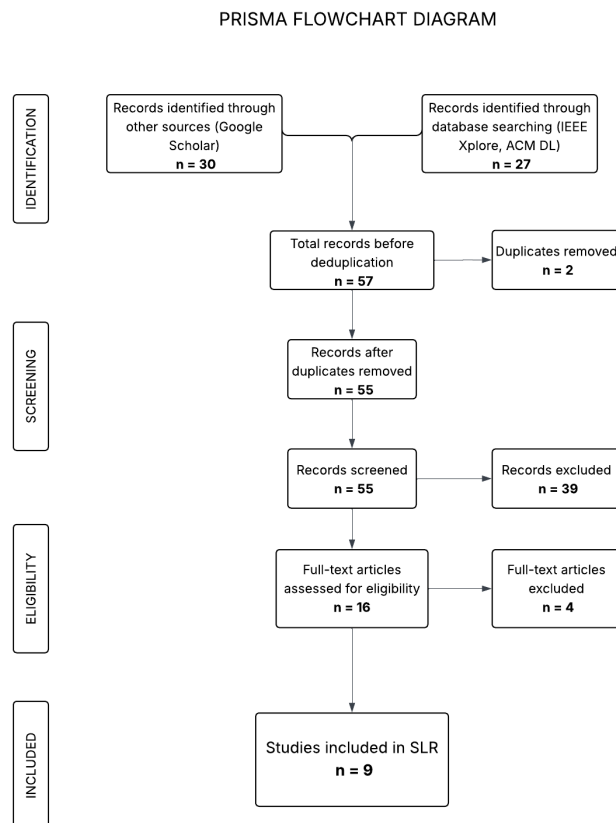 PRISMA FLOWCHART DIAGRAM
IDENTIFICATION
Records identified through
other sources (Google
Scholar)
n = 30
Records identified through
database searching (IEEE
Xplore, ACM DL)
n = 27
Total records before
deduplication
n = 57
Duplicates removed
n = 2
SCREENING
Records after
duplicates removed
n = 55
Records screened
n = 55
Records excluded
n = 39
ELIGIBILITY
Full-text articles
assessed for eligibility
n = 16
Full-text articles
excluded
n = 4
INCLUDED
Studies included in SLR
n = 9